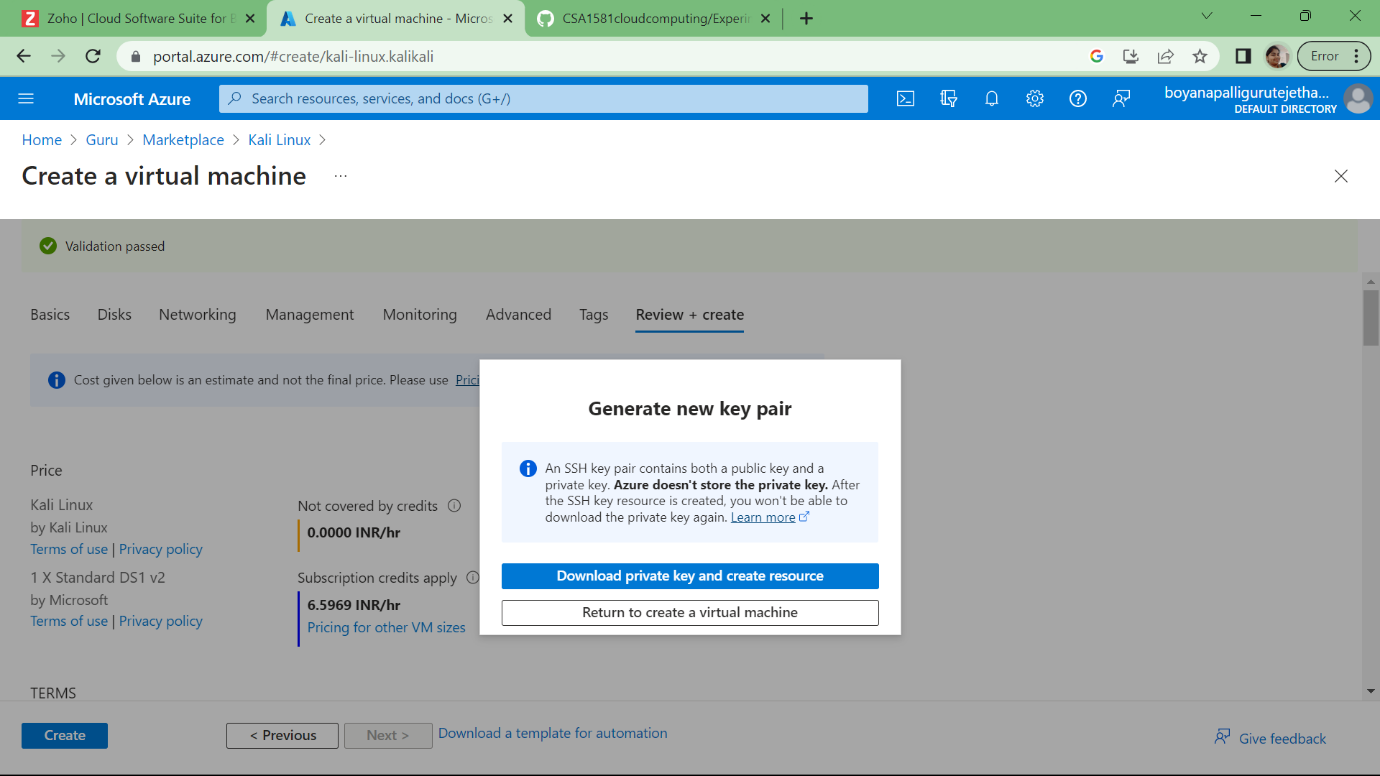 Zoho | Cloud Software Suite for B
Create a virtual machine - Micros
CSA1581cloudcomputing/Experim
portal.azure.com/#create/kali-linux.kalikali
Error
Microsoft Azure
Search resources, services, and docs (G+/)
boyanapalligurutejetha...
DEFAULT DIRECTORY
Home > Guru > Marketplace > Kali Linux >
Create a virtual machine ...
Validation passed
Basics Disks Networking Management Monitoring Advanced Tags Review + create
Cost given below is an estimate and not the final price. Please use Prici
Generate new key pair
An SSH key pair contains both a public key and a
private key. Azure doesn't store the private key. After
the SSH key resource is created, you won't be able to
download the private key again. Learn more
Download private key and create resource
Return to create a virtual machine
Price
Kali Linux
by Kali Linux
Terms of use | Privacy policy
Not covered by credits
0.0000 INR/hr
1 X Standard DS1 v2
by Microsoft
Terms of use | Privacy policy
Subscription credits apply
6.5969 INR/hr
Pricing for other VM sizes
TERMS
Create
< Previous
Next >
Download a template for automation
Give feedback